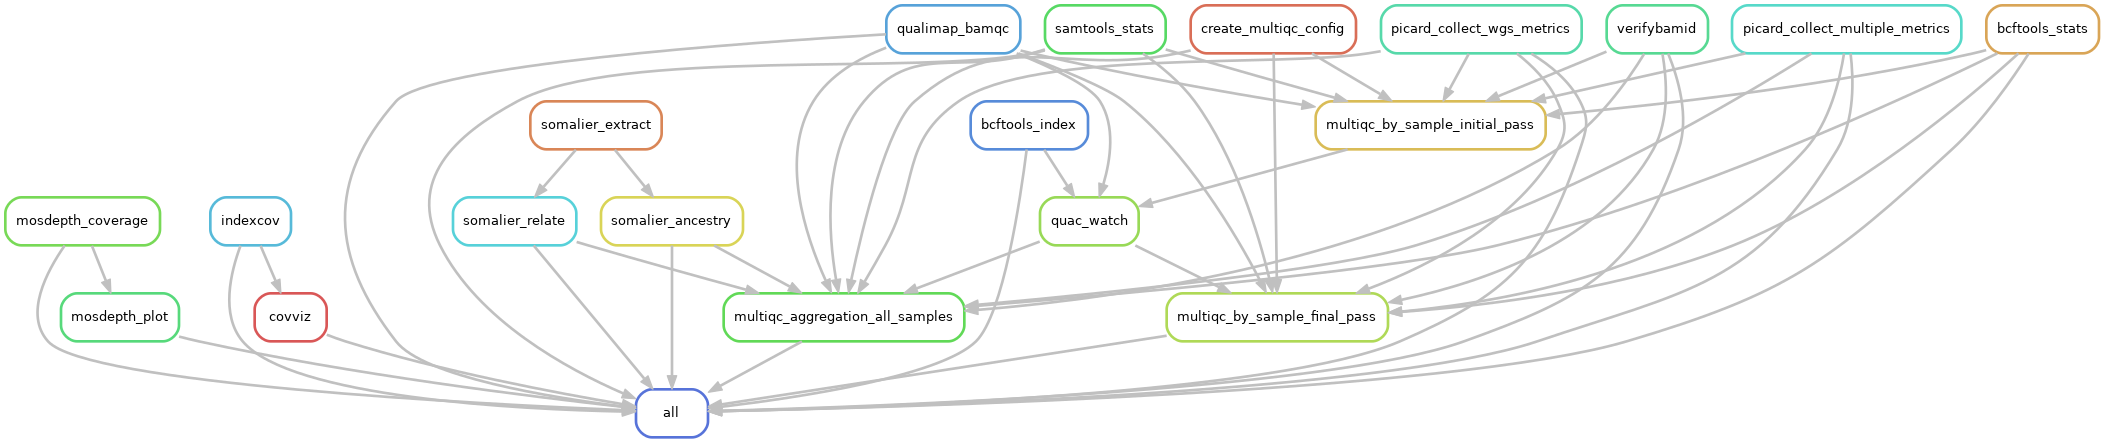 qualimap_bamqc
samtools_stats
create_multiqc_config
picard_collect_wgs_metrics
verifybamid
picard_collect_multiple_metrics
bcftools_stats
somalier_extract
bcftools_index
multiqc_by_sample_initial_pass
mosdepth_coverage
indexcov
somalier_relate
somalier_ancestry
quac_watch
mosdepth_plot
covviz
multiqc_aggregation_all_samples
multiqc_by_sample_final_pass
all